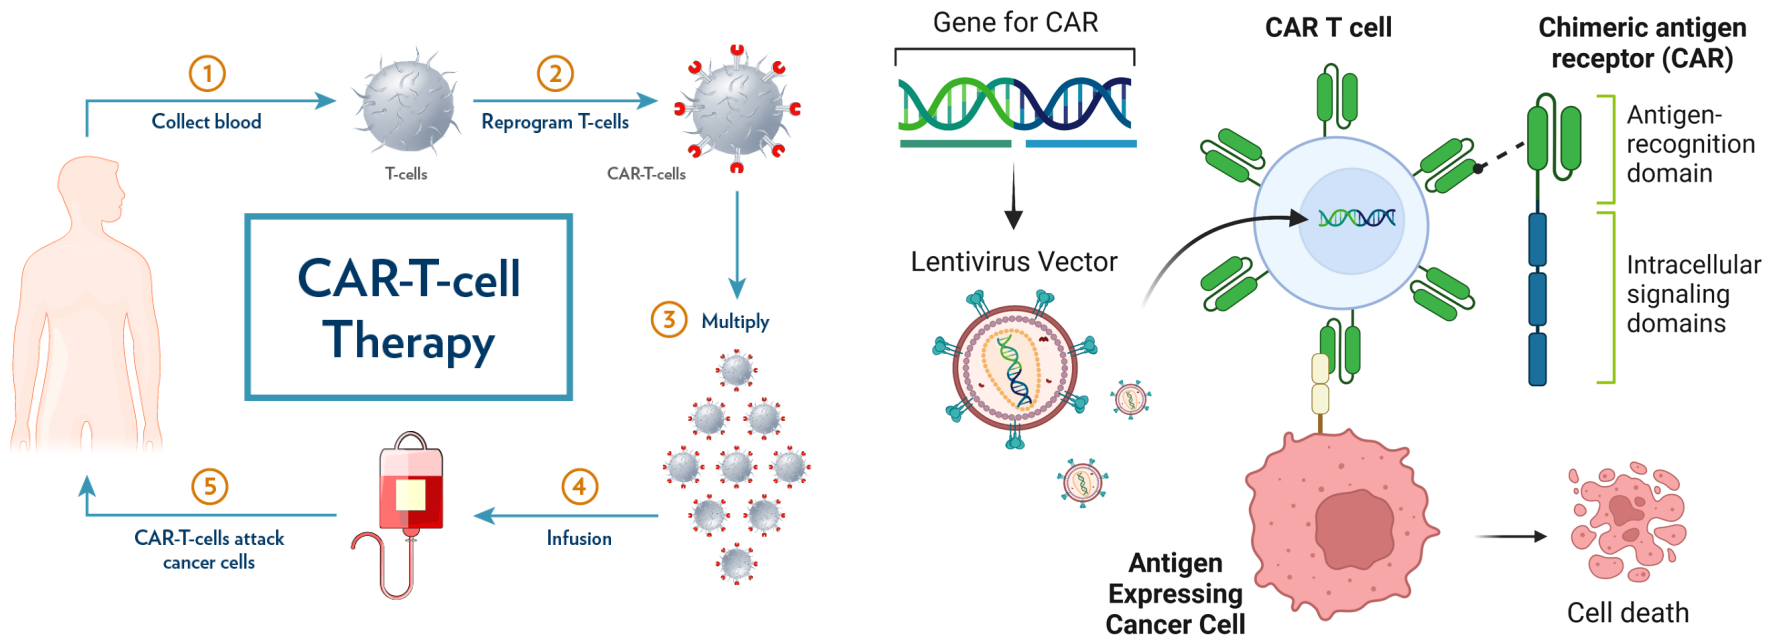 1
Collect blood
T-cells
2
Reprogram T-cells
CAR-T-cells
CAR-T-cell
Therapy
3
Multiply
4
Infusion
5
CAR-T-cells attack
cancer cells
Gene for CAR
Lentivirus Vector
CAR T cell
Chimeric antigen
receptor (CAR)
Antigen-
recognition
domain
Intracellular
signaling
domains
Antigen
Expressing
Cancer Cell
Cell death